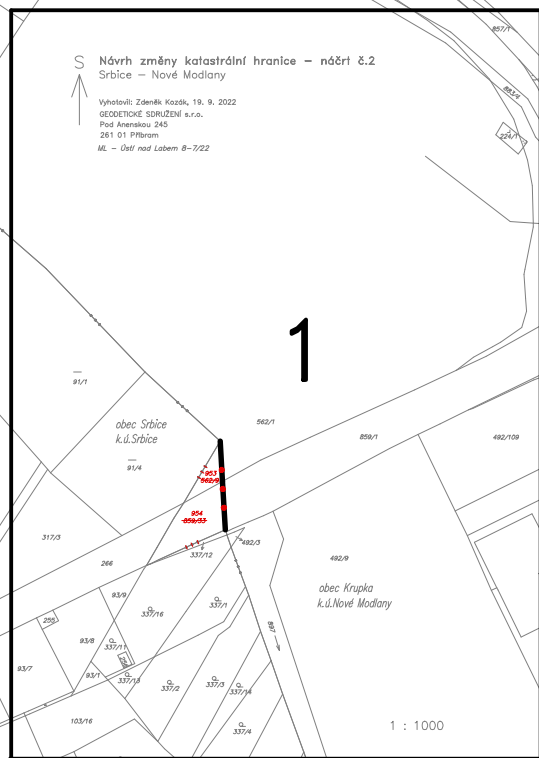 S
Návrh změny katastrální hranice – náčrt č.2
Srbice – Nové Modlany
Vyhotovil: Zdeněk Kozák, 19. 9. 2022
GEODETICKÉ SDRUŽENÍ s.r.o.
Pod Anenskou 245
261 01 Příbram
ML – Ústí nad Labem 8–7/22
857/1
883/4
224/1
1
91/1
562/1
obec Srbice
k.ú.Srbice
859/1
492/109
91/4
953
562/9
954
859/33
317/3
492/3
337/12
492/9
266
obec Krupka
k.ú.Nové Modlany
93/9
337/1
337/16
255
897
93/8
337/11
256
93/7
93/1
337/13
337/2
337/3
337/14
103/16
337/4
1 : 1000